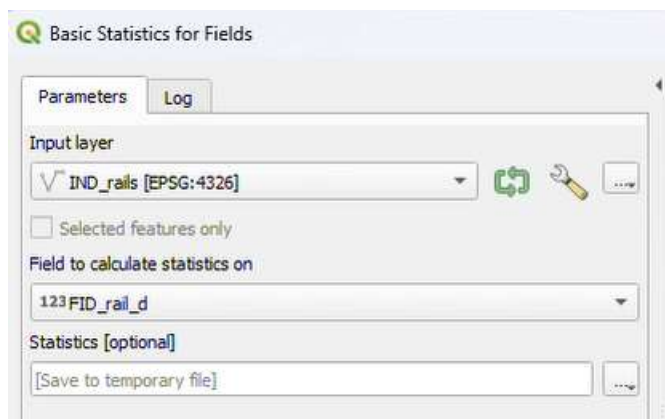 Basic Statistics for Fields
Parameters Log
Input layer
IND_rails [EPSG:4326]
Selected features only
Field to calculate statistics on
123 FID_rail_d
Statistics [optional]
[Save to temporary file]